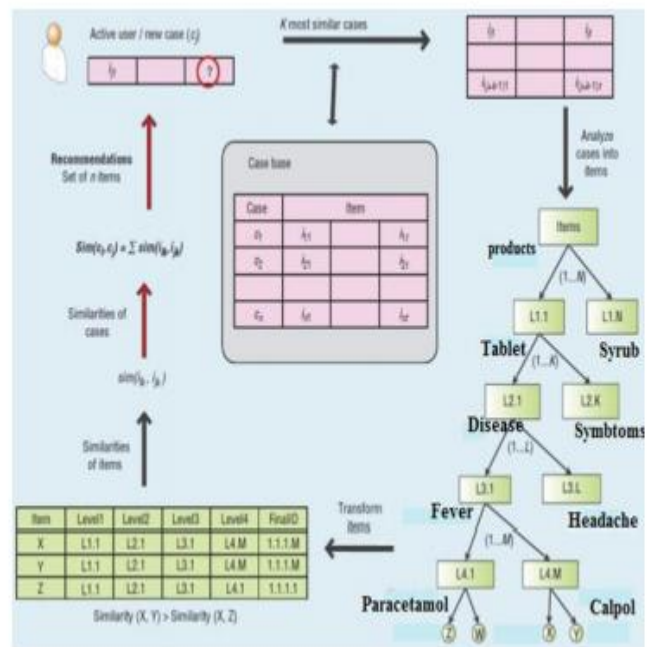 Active user / new case (cⱼ)
K most similar cases
?
Recommendations
Set of n items
Case base
Case Item
Analyze
cases into
items
Items
products
(1...N)
L1.1 L1.N
Tablet Syrub
(1...K)
L2.1 L2.K
Disease Symbtoms
(1...L)
L3.1 L3.L
Fever Headache
(1...M)
L4.1 L4.M
Paracetamol Calpol
Z W X Y
Similarities of
cases
Similarities
of items
Transform
items
Item Level1 Level2 Level3 Level4 FinalID
X L1.1 L2.1 L3.1 L4.M 1.1.1.M
Y L1.1 L2.1 L3.1 L4.M 1.1.1.M
Z L1.1 L2.1 L3.1 L4.1 1.1.1.1
Similarity (X, Y) > Similarity (X, Z)